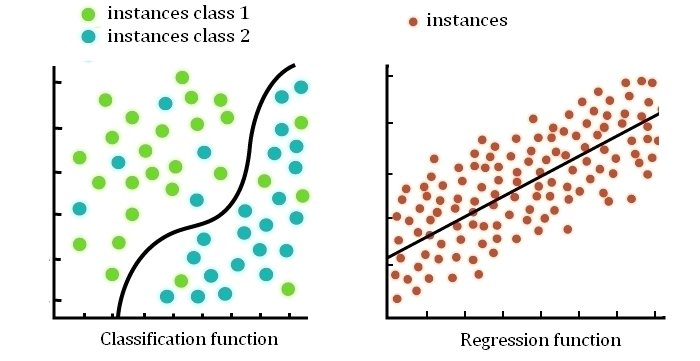 instances class 1
instances class 2
instances
Classification function
Regression function